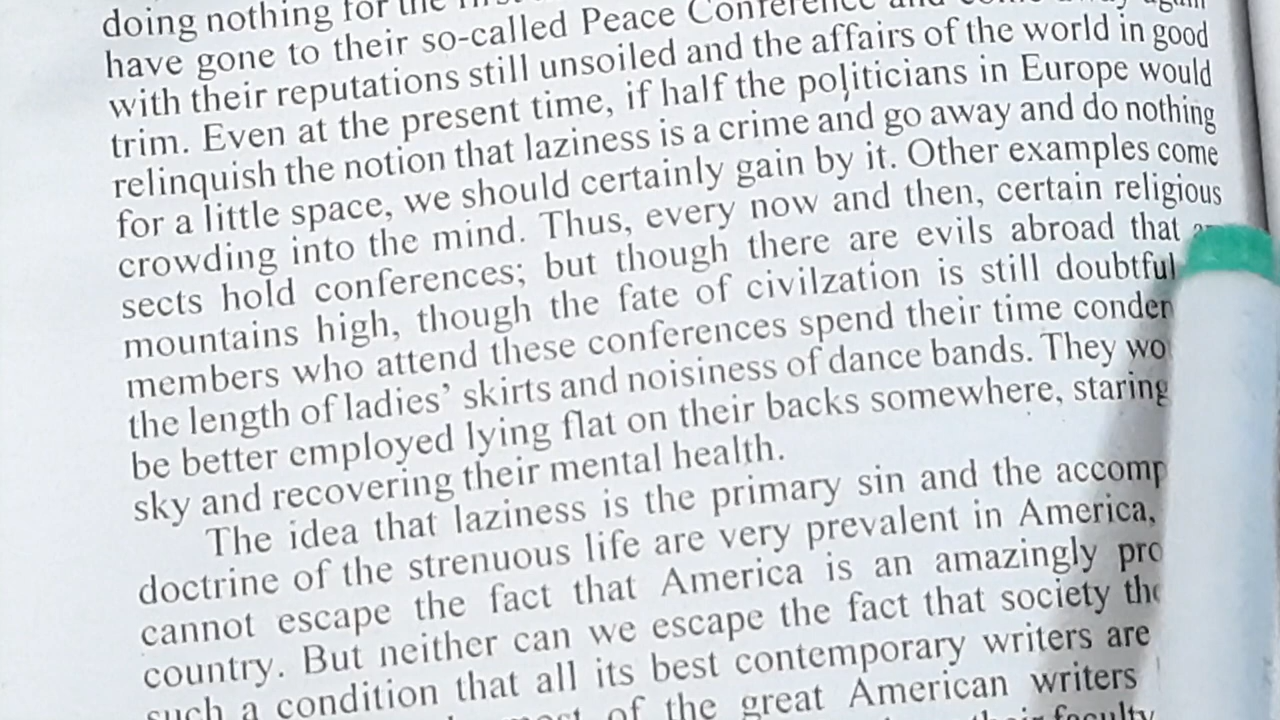 doing nothing for the
have gone to their so-called Peace Conference and come away again
with their reputations still unsoiled and the affairs of the world in good
trim. Even at the present time, if half the politicians in Europe would
relinquish the notion that laziness is a crime and go away and do nothing
for a little space, we should certainly gain by it. Other examples come
crowding into the mind. Thus, every now and then, certain religious
sects hold conferences; but though there are evils abroad that
mountains high, though the fate of civilzation is still doubtful
members who attend these conferences spend their time
the length of ladies' skirts and noisiness of dance bands. They
be better employed lying flat on their backs somewhere, staring
sky and recovering their mental health.
The idea that laziness is the primary sin and the
doctrine of the strenuous life are very prevalent in America,
cannot escape the fact that America is an amazingly
country. But neither can we escape the fact that society
such a condition that all its best contemporary writers are
of the great American writers
faculty